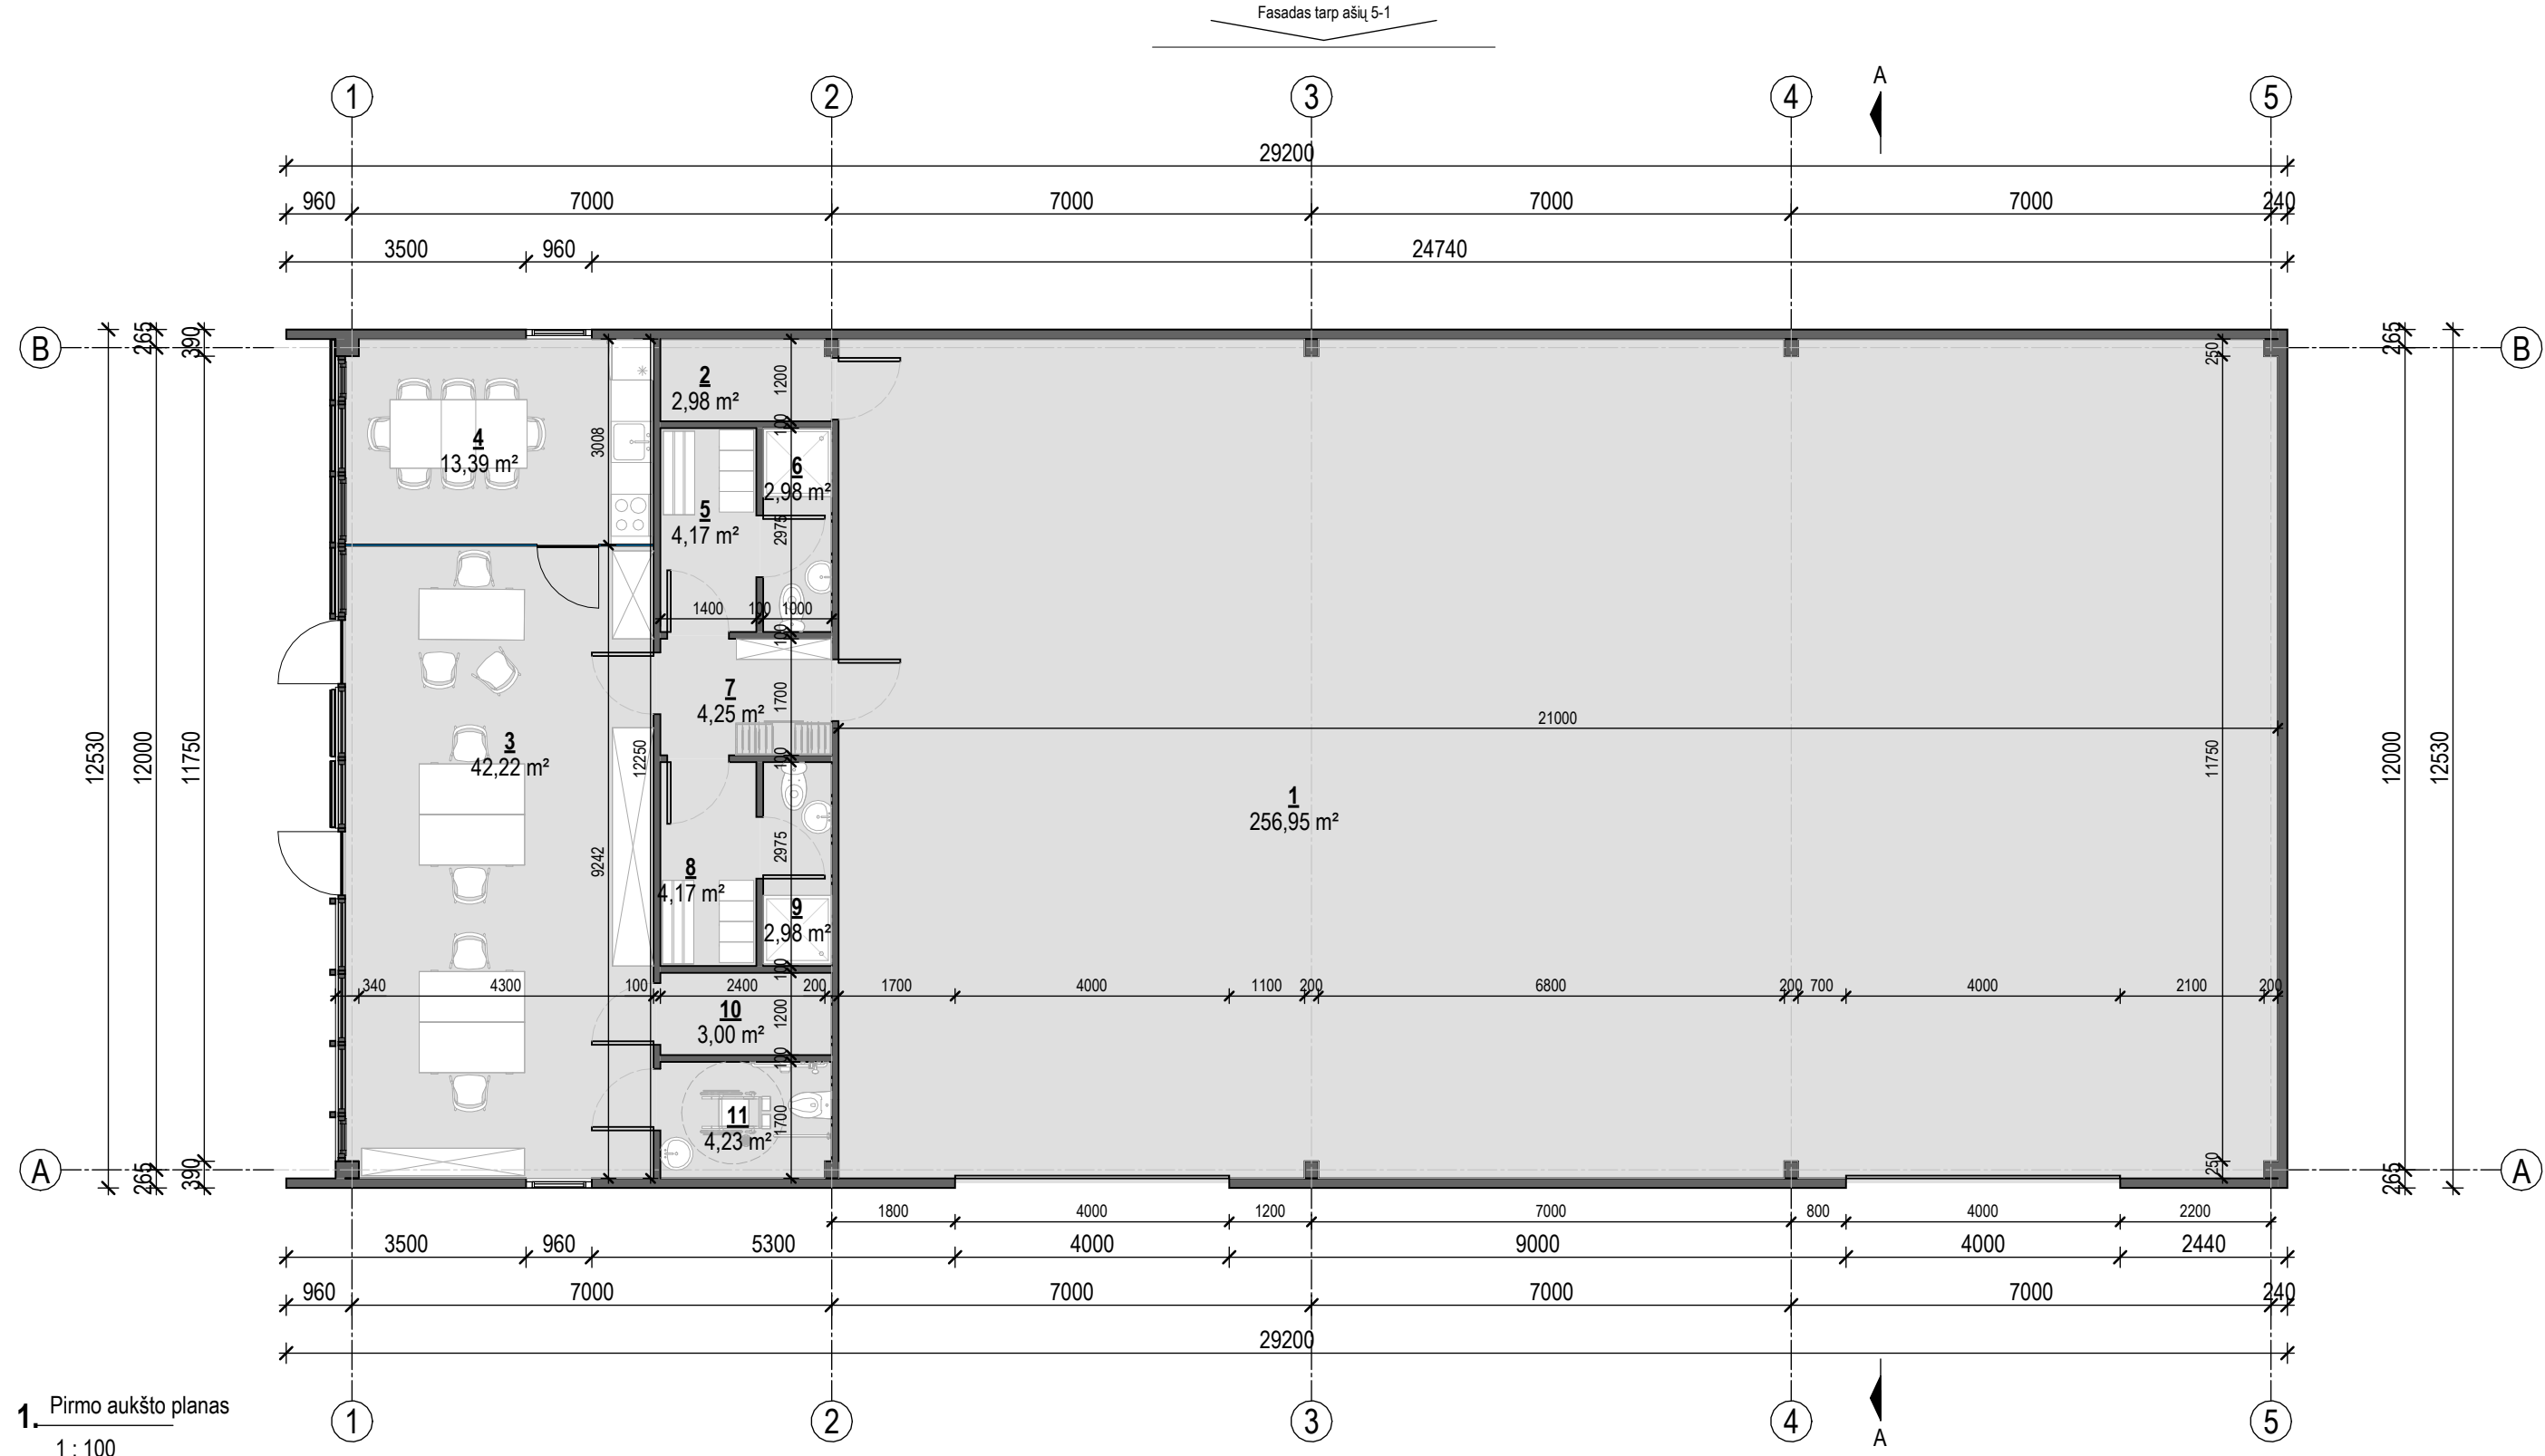 Fasadas tarp ašių 5-1
A
1 2 3 4 5
29200
960 7000 7000 7000 7000 240
3500 960 24740
B B
12530 265 12000 265 390 11750 390
265 12000 265 12530
2
2,98 m²
1200
100
250
4
13,39 m²
3008
6
2,98 m²
5
4,17 m²
2975
1400 100 1000
100
7
4,25 m²
1700
21000
3
42,22 m²
12250
100
11750
1
256,95 m²
9242
2975
8
4,17 m²
9
2,98 m²
100
340 4300 100 2400 200 1700 4000 1100 200 6800 200 700 4000 2100 200
10
3,00 m²
1200
100
11
4,23 m²
1700
250
A A
1800 4000 1200 7000 800 4000 2200
3500 960 5300 4000 9000 4000 2440
960 7000 7000 7000 7000 240
29200
1 2 3 4 5
A
1. Pirmo aukšto planas
1 : 100